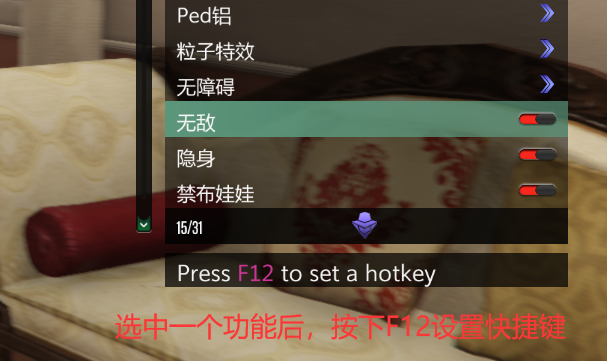 Ped铝
粒子特效
无障碍
无敌
隐身
禁布娃娃
15/31
Press F12 to set a hotkey
选中一个功能后，按下F12设置快捷键